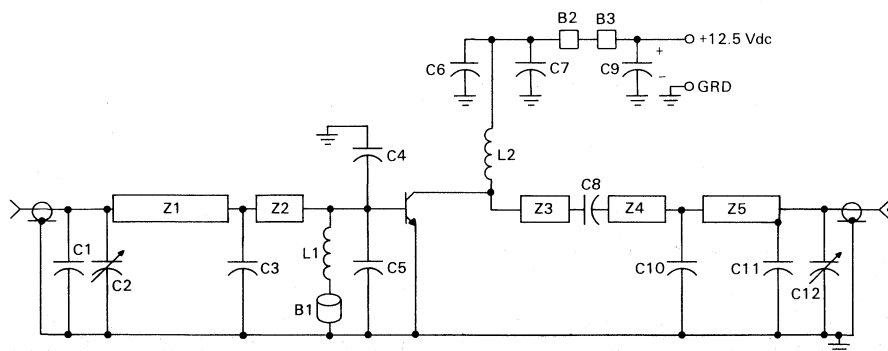 B2 B3
+12.5 Vdc
+
C6 C7 C9
−
GRD
C4
L2
C8
Z1 Z2 Z3 Z4 Z5
L1
C1 C3 C5 C10 C11
C2 C12
B1